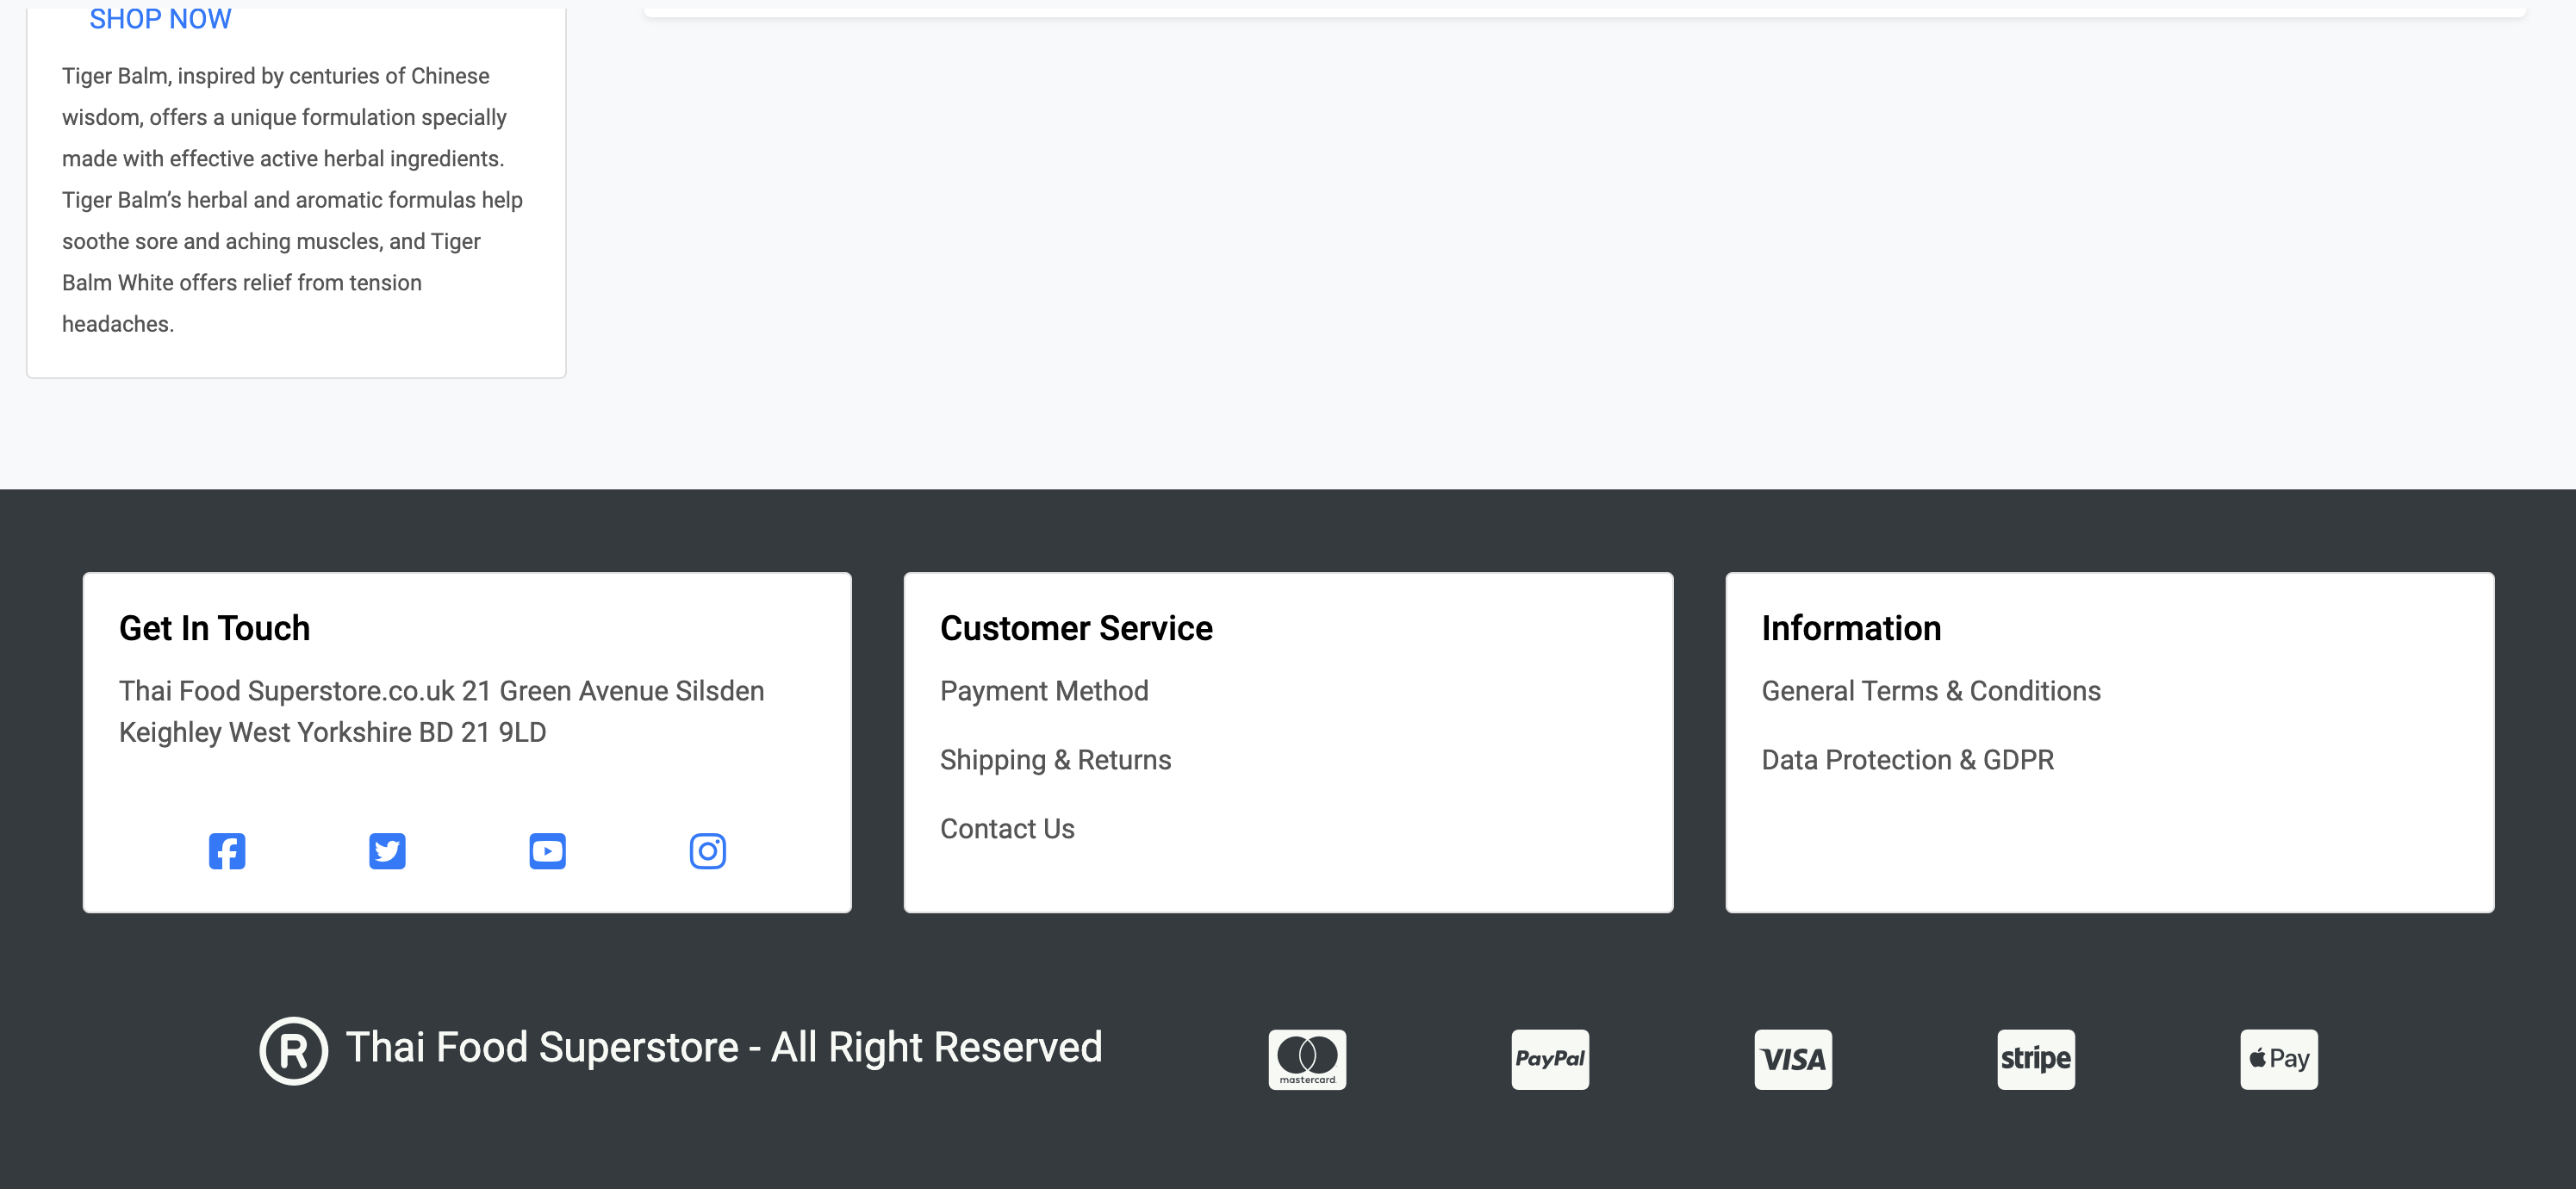 SHOP NOW
Tiger Balm, inspired by centuries of Chinese
wisdom, offers a unique formulation specially
made with effective active herbal ingredients.
Tiger Balm’s herbal and aromatic formulas help
soothe sore and aching muscles, and Tiger
Balm White offers relief from tension
headaches.
Get In Touch
Thai Food Superstore.co.uk 21 Green Avenue Silsden
Keighley West Yorkshire BD 21 9LD
Customer Service
Payment Method
Shipping & Returns
Contact Us
Information
General Terms & Conditions
Data Protection & GDPR
® Thai Food Superstore - All Right Reserved
mastercard
PayPal
VISA
stripe
Pay